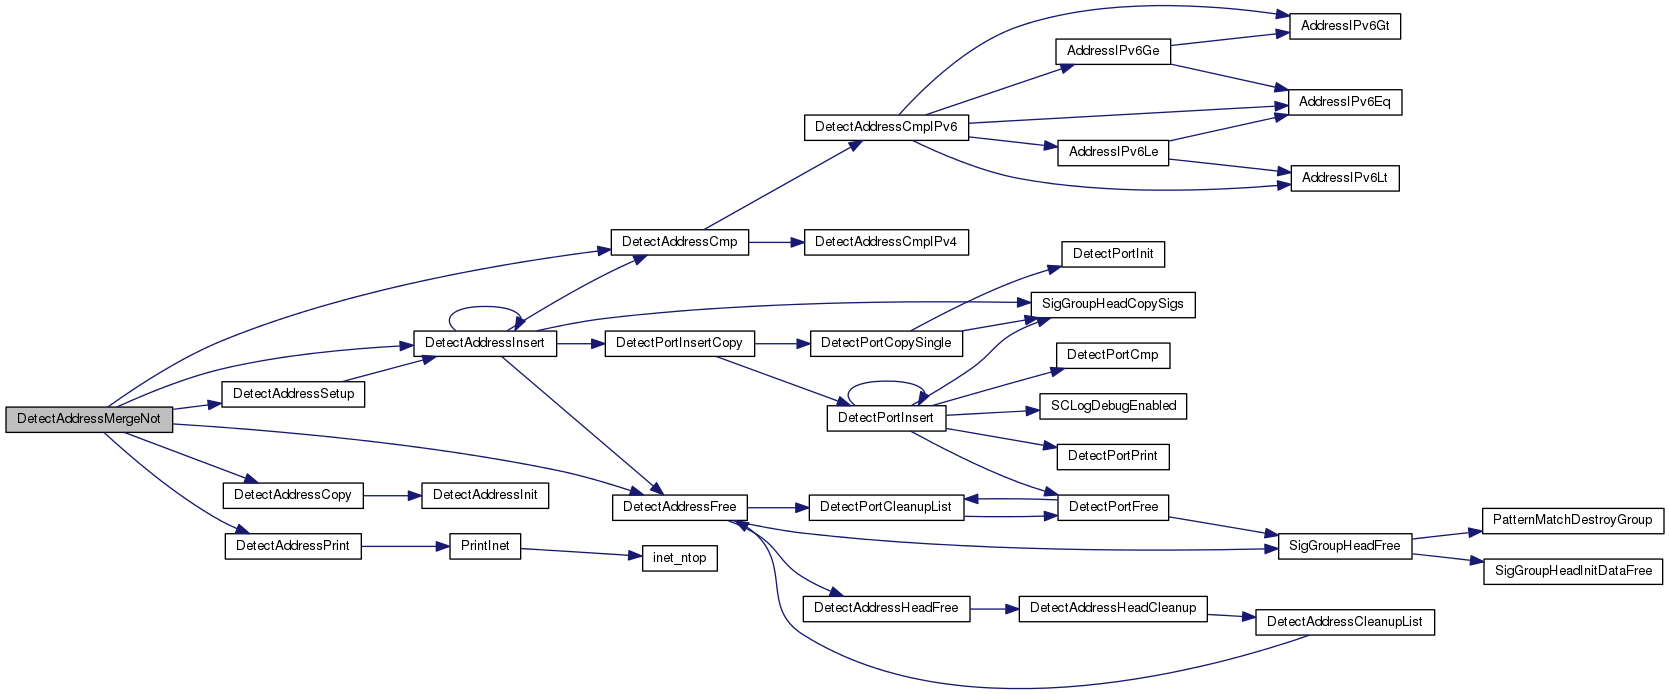 AddressIPv6Gt
AddressIPv6Ge
AddressIPv6Eq
DetectAddressCmpIPv6
AddressIPv6Le
AddressIPv6Lt
DetectAddressCmp
DetectAddressCmpIPv4
DetectPortInit
SigGroupHeadCopySigs
DetectAddressInsert
DetectPortInsertCopy
DetectPortCopySingle
DetectPortCmp
DetectAddressSetup
SCLogDebugEnabled
DetectAddressMergeNot
DetectPortInsert
DetectPortPrint
DetectAddressCopy
DetectAddressInit
DetectAddressFree
DetectPortCleanupList
DetectPortFree
PatternMatchDestroyGroup
DetectAddressPrint
PrintInet
inet_ntop
SigGroupHeadFree
SigGroupHeadInitDataFree
DetectAddressHeadFree
DetectAddressHeadCleanup
DetectAddressCleanupList